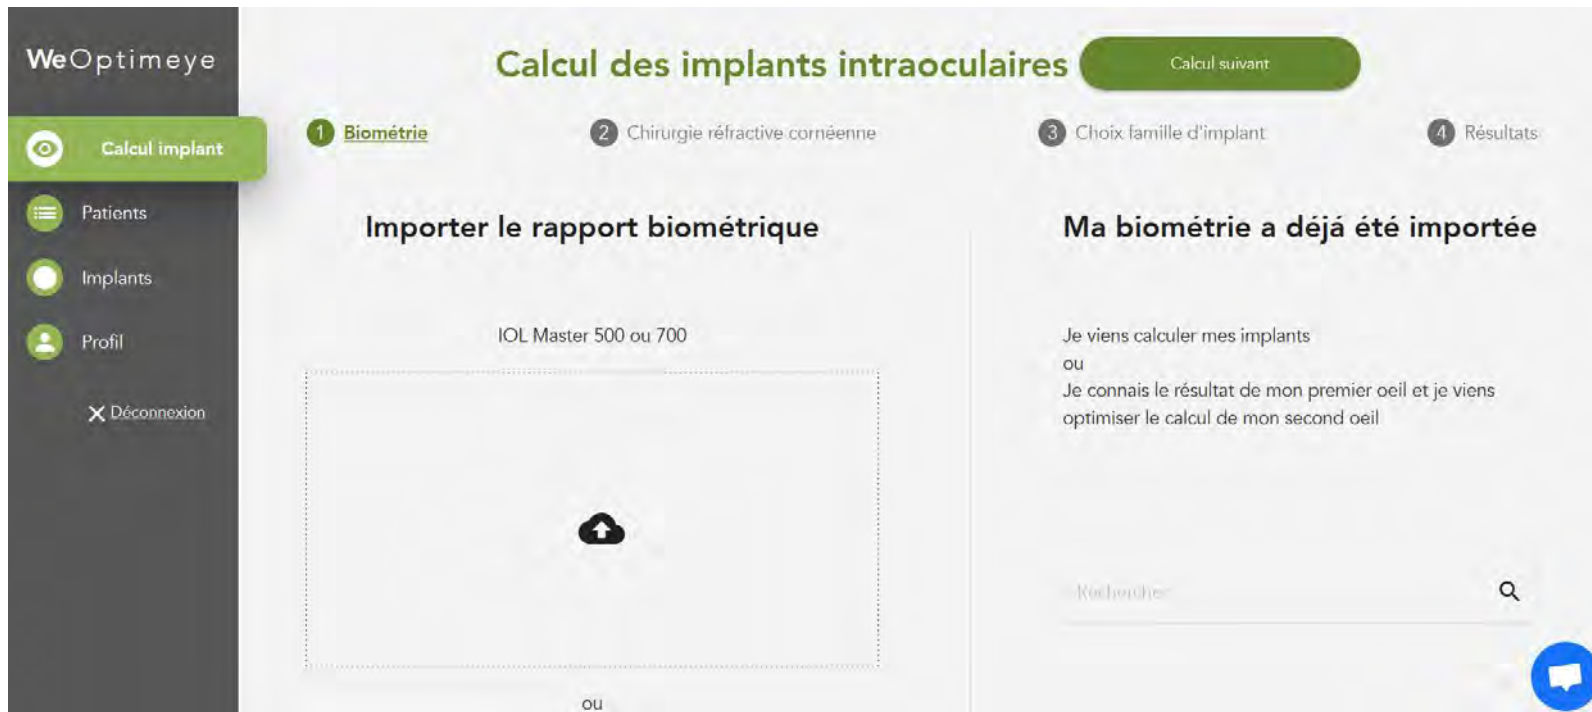 WeOptimeye
Calcul des implants intraoculaires
Calcul suivant
1 Biométrie
2 Chirurgie réfractive cornéenne
3 Choix famille d'implant
4 Résultats
Calcul implant
Patients
Implants
Profil
Déconnexion
Importer le rapport biométrique
IOL Master 500 ou 700
ou
Ma biométrie a déjá été importée
Je viens calculer mes implants
ou
Je connais le résultat de mon premier oeil et je viens
optimiser le calcul de mon second oeil
Rechercher